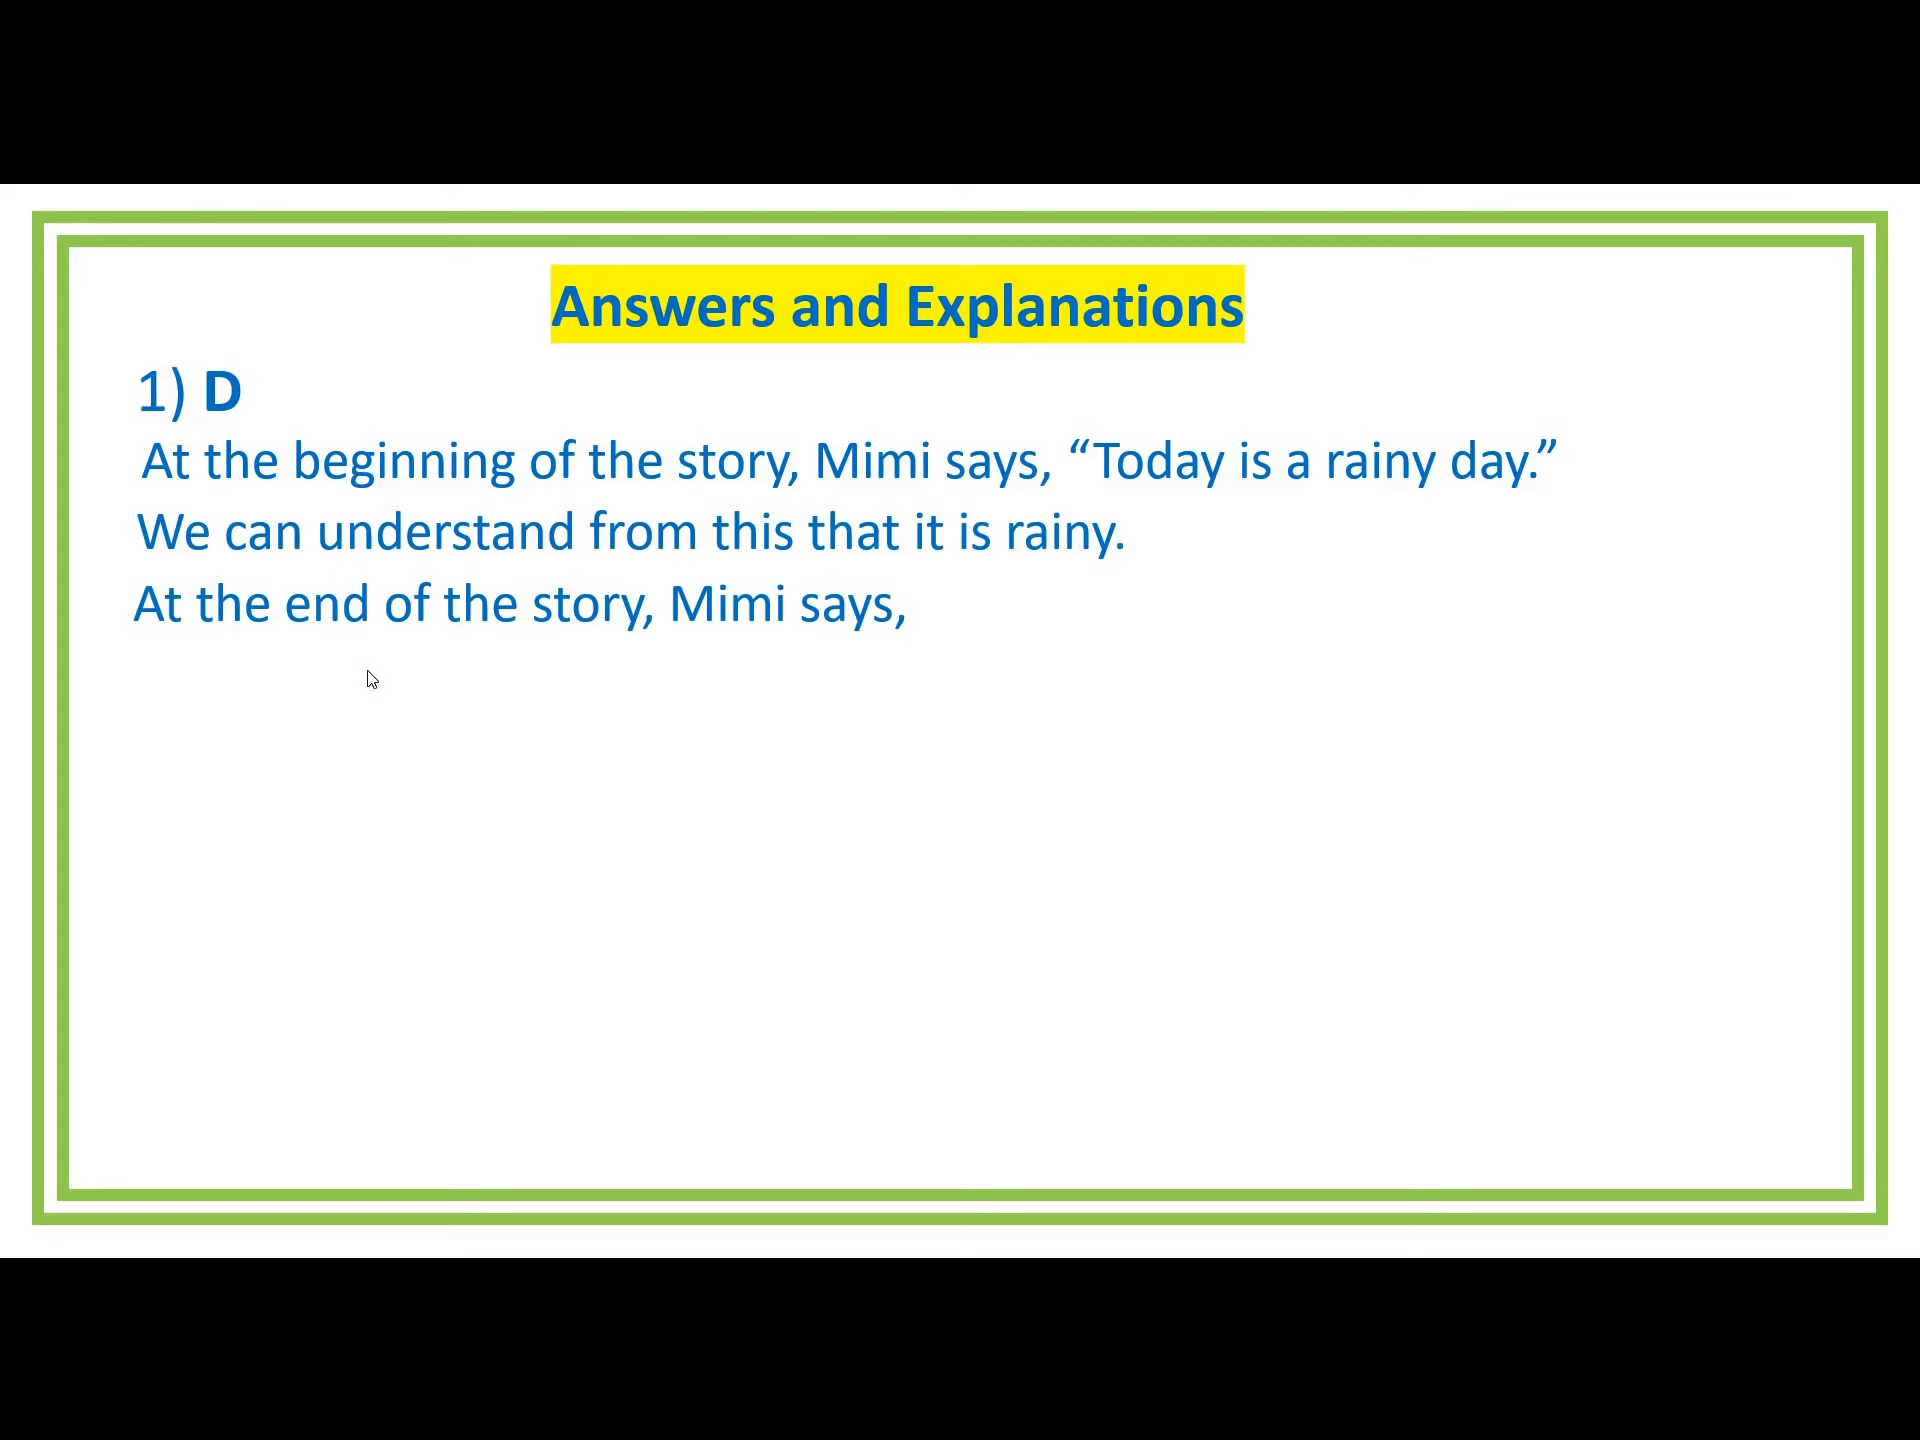 Answers and Explanations
1) D
At the beginning of the story, Mimi says, “Today is a rainy day.”
We can understand from this that it is rainy.
At the end of the story, Mimi says,